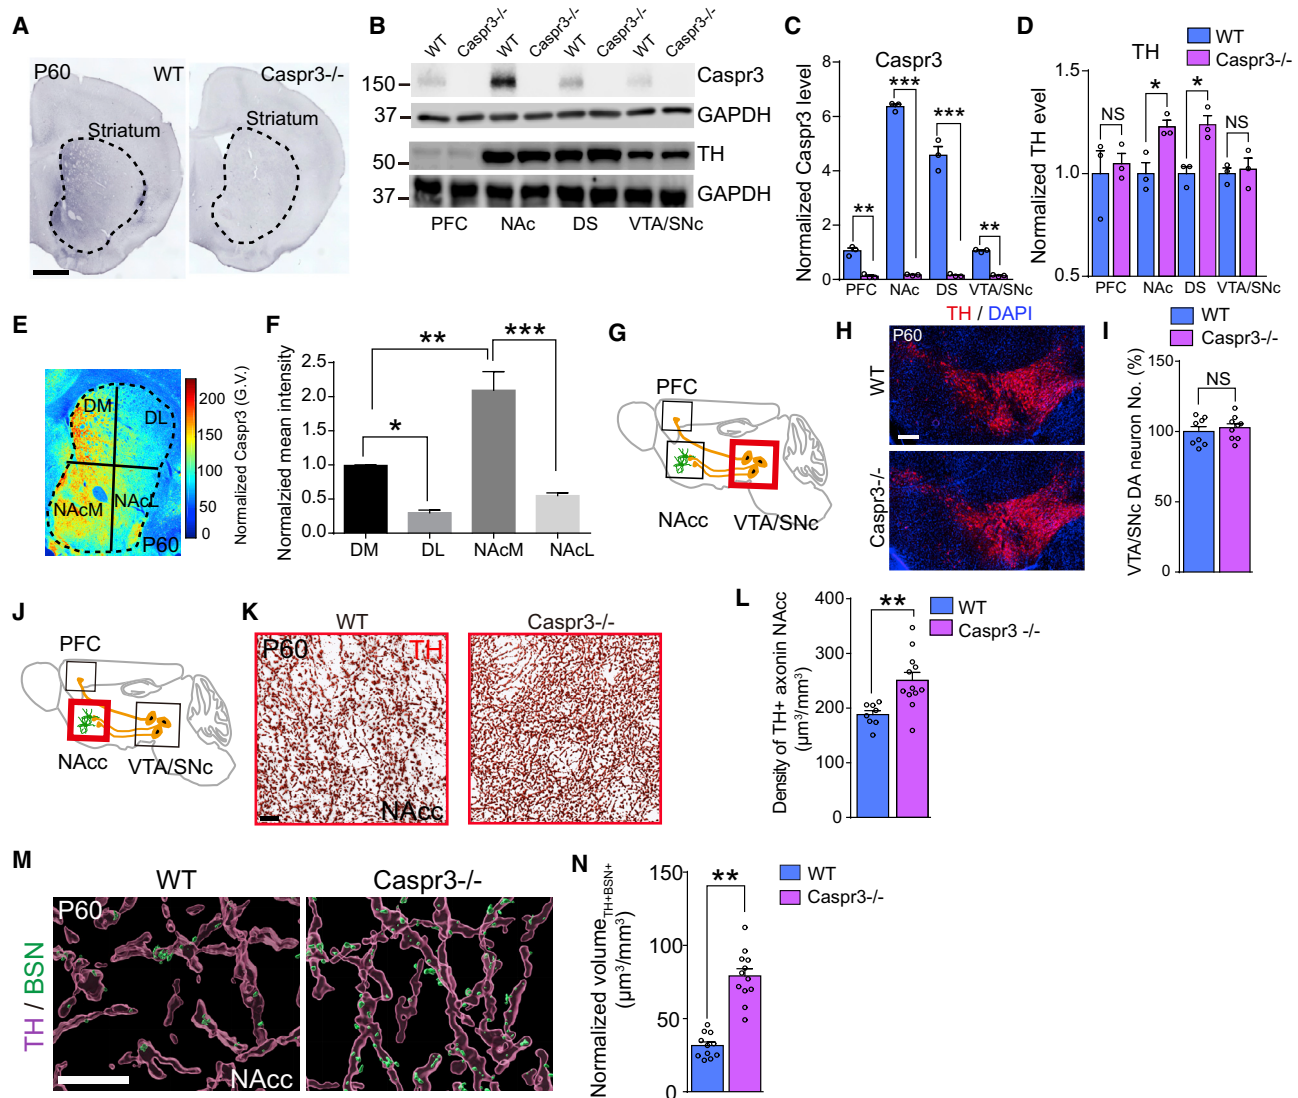 A
P60 WT
Striatum
Caspr3-/-
Striatum
B
WT Caspr3-/- WT Caspr3-/- WT Caspr3-/- WT Caspr3-/-
150 Caspr3
37 GAPDH
50 TH
37 GAPDH
PFC NAc DS VTA/SNc
C
Caspr3
Normalized Caspr3 level
8
6
4
2
0
** *** *** **
PFC NAc DS VTA/SNc
D
WT
Caspr3-/-
TH
Normalized TH evel
1.5
1.0
0.5
NS * * NS
PFC NAc DS VTA/SNc
E
DM DL
NAcM NAcL
P60
200
150
100
50
0
Normalized Caspr3 (G.V.)
F
Normalzied mean intensity
2.5
2.0
1.5
1.0
0.5
0.0
** ***
*
DM DL NAcM NAcL
G
PFC
NAcc VTA/SNc
H
TH / DAPI
P60
WT
Caspr3-/-
I
WT
Caspr3-/-
VTA/SNc DA neuron No. (%)
150
100
50
0
NS
J
PFC
NAcc VTA/SNc
K
WT Caspr3-/-
P60 TH
NAcc
L
Density of TH+ axonin NAcc
(μm³/mm³)
400
300
200
100
0
**
WT
Caspr3 -/-
M
WT Caspr3-/-
TH / BSN
P60
NAcc
N
Normalized volume TH+BSN+
(μm³/mm³)
150
100
50
0
**
WT
Caspr3-/-